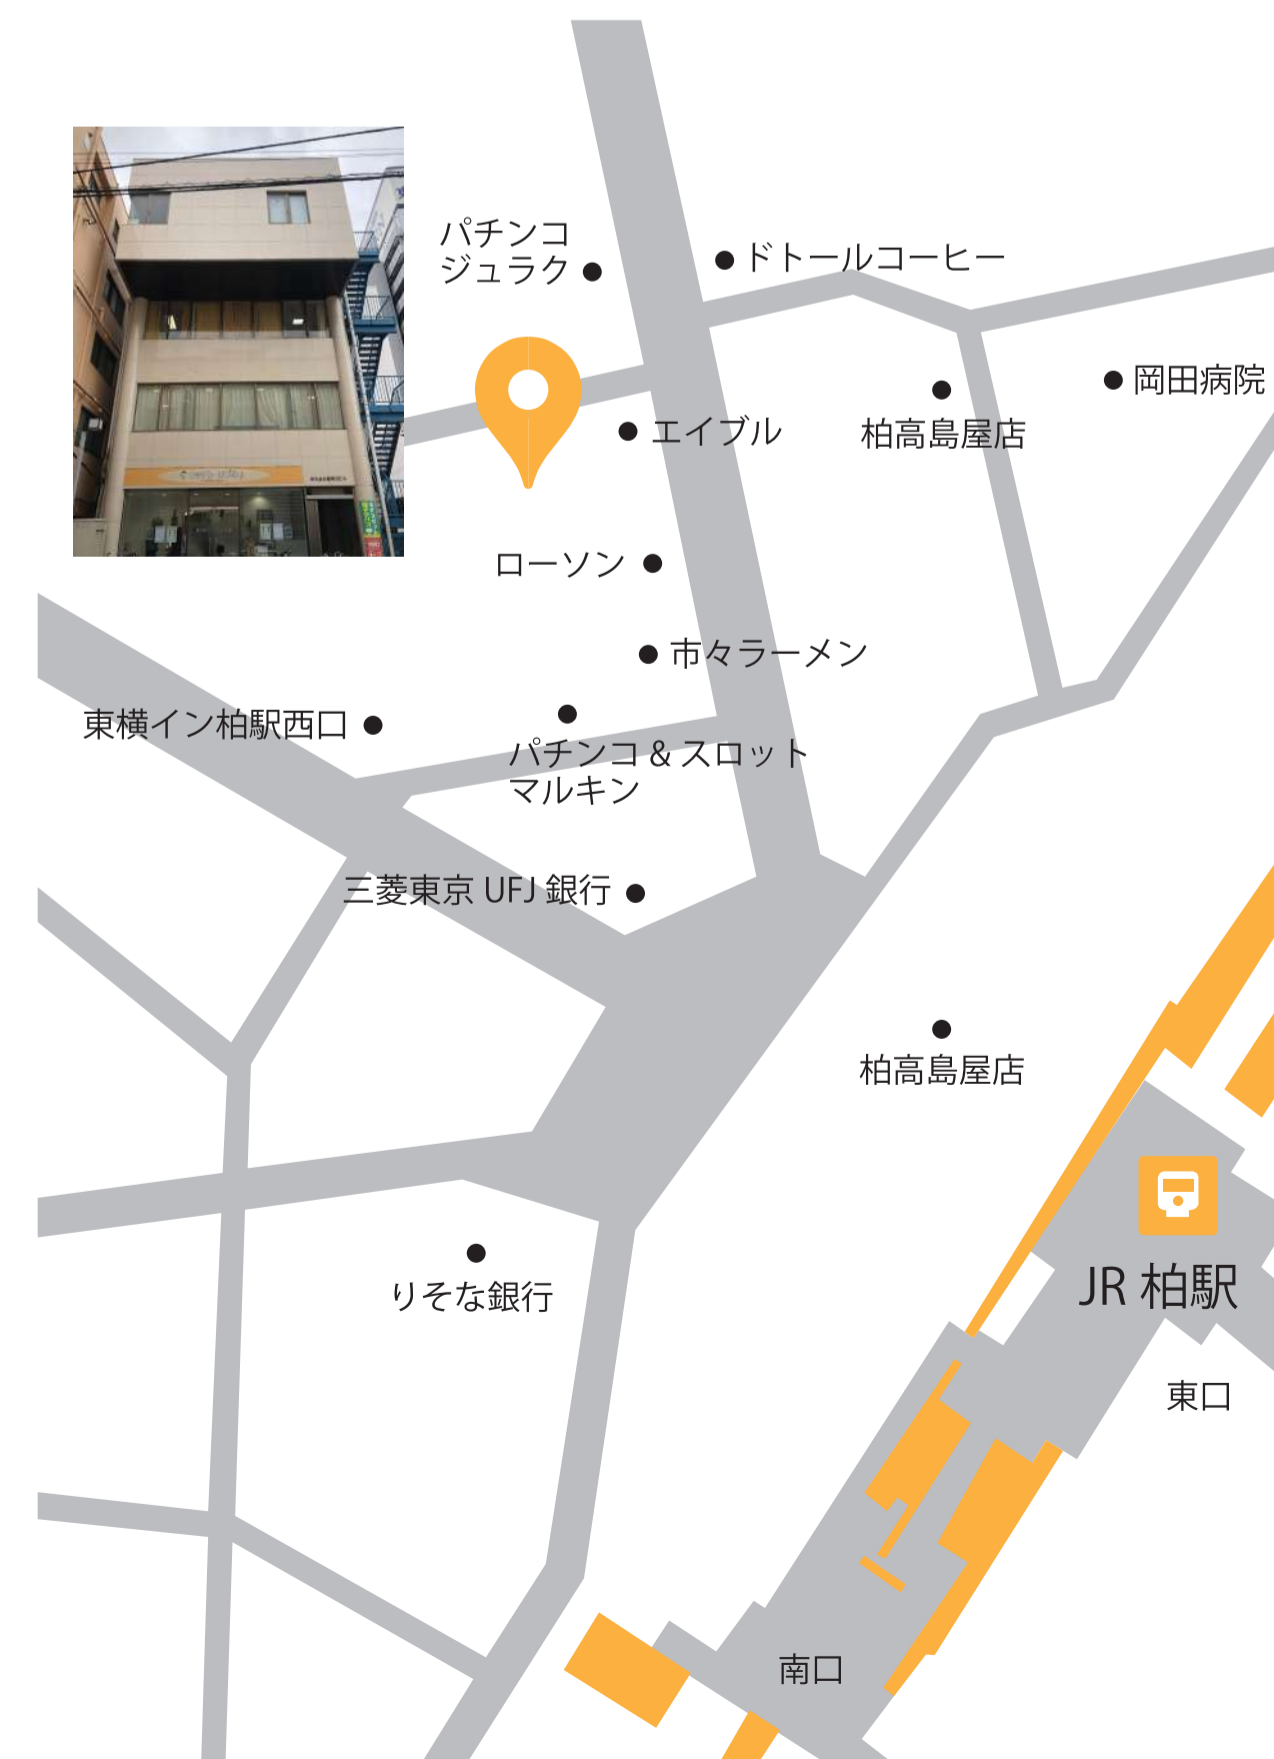 パチンコ
ジュラク
ドトールコーヒー
岡田病院
エイブル
柏高島屋店
ローソン
市々ラーメン
東横イン柏駅西口
パチンコ & スロット
マルキン
三菱東京 UFJ 銀行
柏高島屋店
りそな銀行
JR 柏駅
東口
南口